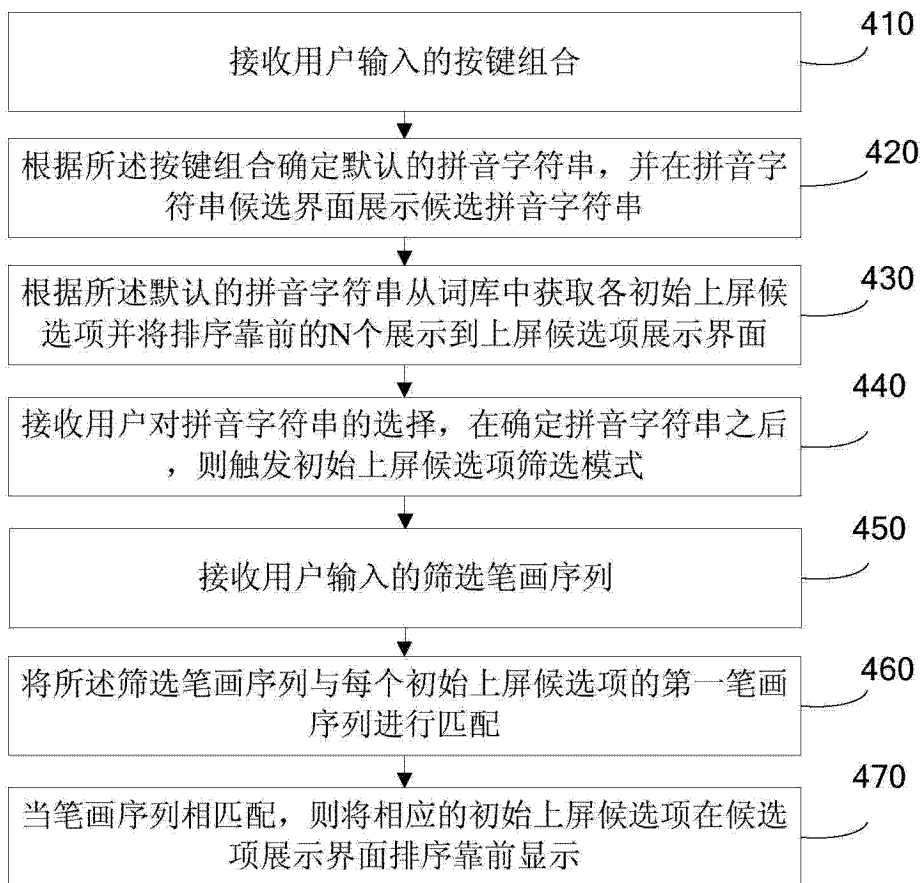 410
接收用户输入的按键组合
420
根据所述按键组合确定默认的拼音字符串，并在拼音字
符串候选界面展示候选拼音字符串
430
根据所述默认的拼音字符串从词库中获取各初始上屏候
选项并将排序靠前的N个展示到上屏候选项展示界面
440
接收用户对拼音字符串的选择，在确定拼音字符串之后
，则触发初始上屏候选项筛选模式
450
接收用户输入的筛选笔画序列
460
将所述筛选笔画序列与每个初始上屏候选项的第一笔画
序列进行匹配
470
当笔画序列相匹配，则将相应的初始上屏候选项在候选
项展示界面排序靠前显示